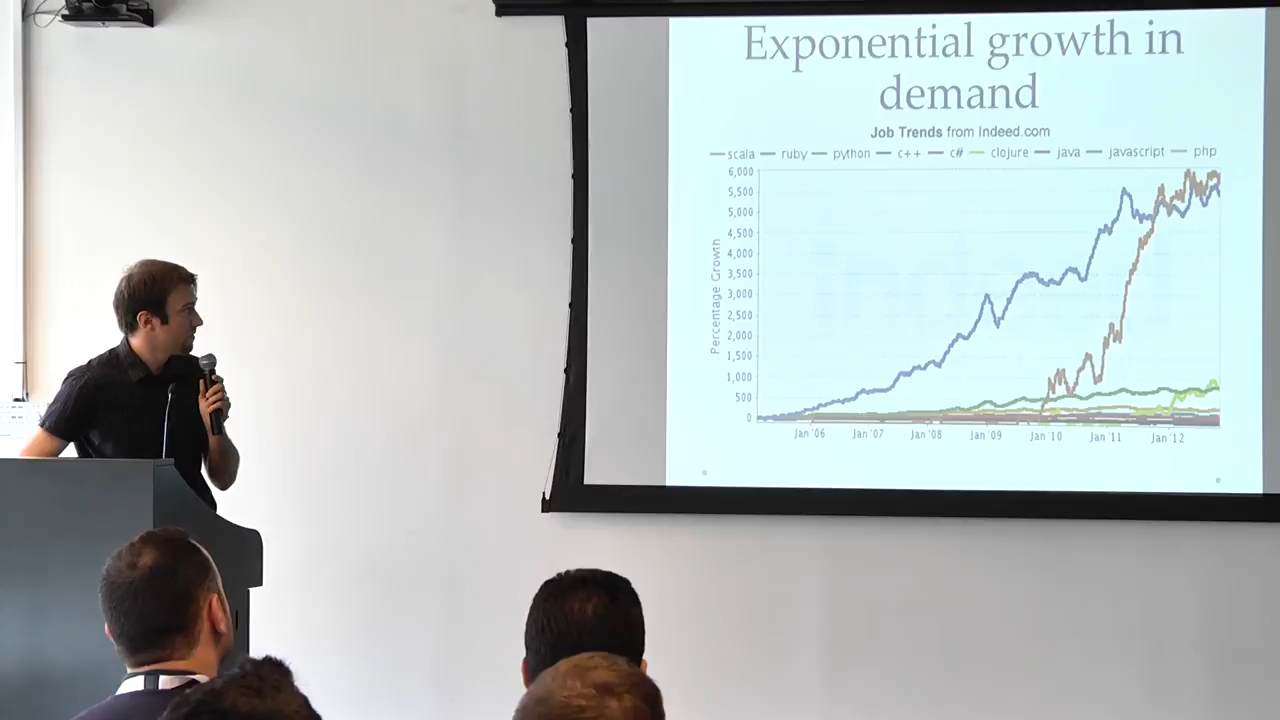 Exponential growth in
demand
Job Trends from Indeed.com
scala ruby python c++ c# clojure java javascript php
Percentage Growth
6,000
5,500
5,000
4,500
4,000
3,500
3,000
2,500
2,000
1,500
1,000
500
0
Jan '06 Jan '07 Jan '08 Jan '09 Jan '10 Jan '11 Jan '12